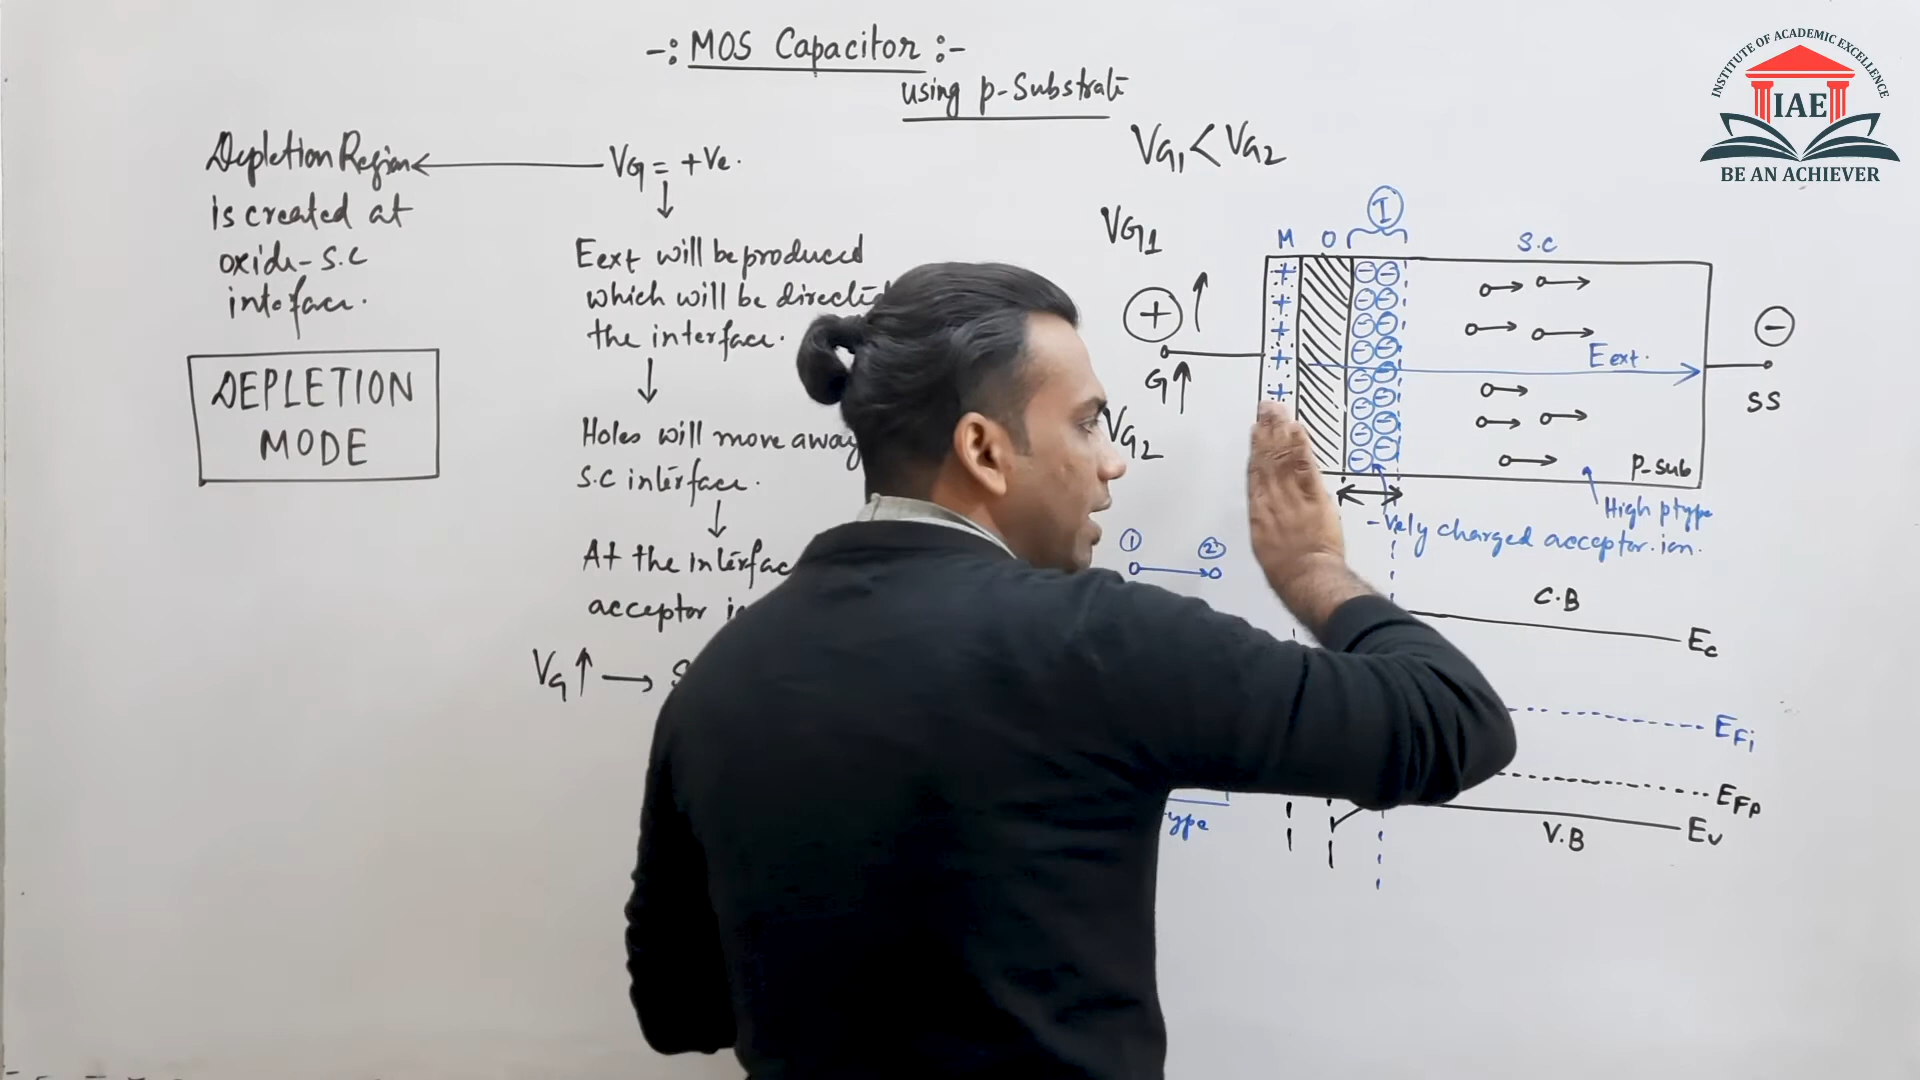 -: MOS Capacitor :-
using p-Substrate
INSTITUTE OF ACADEMIC EXCELLENCE
IAE
BE AN ACHIEVER
Depletion Region
is created at
oxide-S.C
interface.
DEPLETION
MODE
VG = +Ve.
Eext will be produced
which will be directed
the interface.
Holes will move away
S.C interface.
At the interfac
acceptor
VG ↑ →
VG1 < VG2
VG1
+
G↑
VG2
M O I S.C
Eext.
-
SS
P-sub
High ptype
-vely charged acceptor ion.
1 2
C.B
Ec
EFi
EFp
V.B
Ev
ype